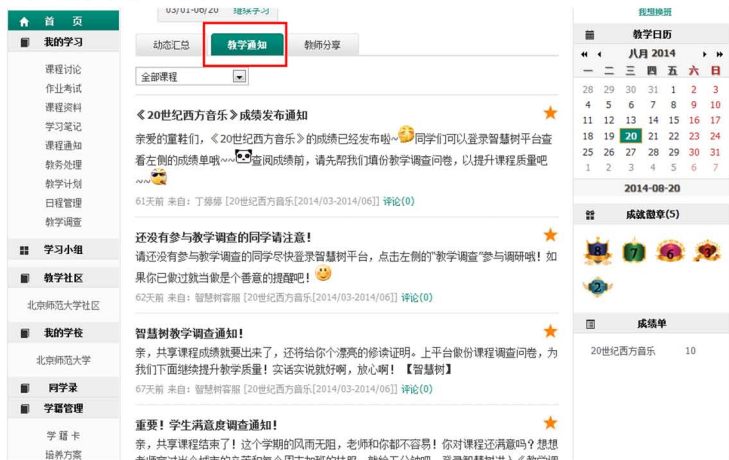 首 页
我的学习
课程讨论
作业考试
课程资料
学习笔记
课程通知
教务处理
教学计划
日程管理
教学调查
学习小组
教学社区
北京师范大学社区
我的学校
北京师范大学
同学录
学籍管理
学 籍 卡
培养方案
03/01-06/20 继续学习
动态汇总 教学通知 教师分享
全部课程
《20世纪西方音乐》成绩发布通知
亲爱的童鞋们，《20世纪西方音乐》的成绩已经发布啦~ 同学们可以登录智慧树平台查
看左侧的成绩单哦~~ 查阅成绩前，请先帮我们填份教学调查问卷，以提升课程质量吧
~~
61天前 来自：丁婷婷 [20世纪西方音乐[2014/03-2014/06]] 评论(0)
还没有参与教学调查的同学请注意！
请还没有参与教学调查的同学尽快登录智慧树平台，点击左侧的"教学调查"参与调研哦！如
果你已做过就当做是个善意的提醒吧！
62天前 来自：智慧树客服 [20世纪西方音乐[2014/03-2014/06]] 评论(0)
智慧树教学调查通知！
亲，共享课程成绩就要出来了，还将给你个漂亮的修读证明。上平台做份课程调查问卷，为
我们下面继续提升教学质量！实话实说就好啊，放心啊！【智慧树】
67天前 来自：智慧树客服 [20世纪西方音乐[2014/03-2014/06]] 评论(0)
重要！学生满意度调查通知！
亲，共享课程结束了！这个学期的风雨无阻，老师和你都不容易！你对课程还满意吗？想想
我想换班
教学日历
八月 2014
一 二 三 四 五 六 日
28 29 30 31 1 2 3
4 5 6 7 8 9 10
11 12 13 14 15 16 17
18 19 20 21 22 23 24
25 26 27 28 29 30 31
1 2 3 4 5 6 7
2014-08-20
成就徽章(5)
8 7 6 3
2
成绩单
20世纪西方音乐 10